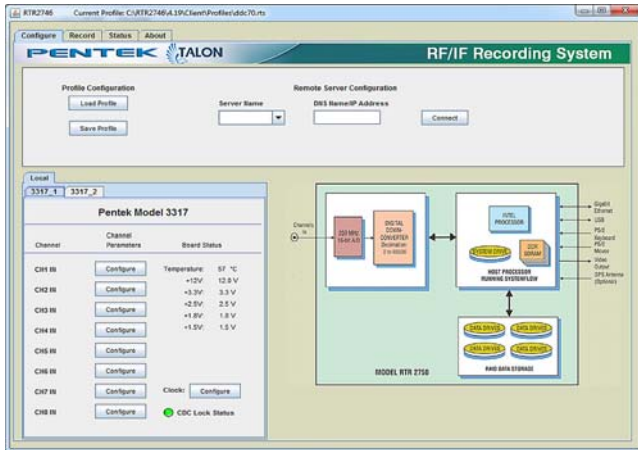 RTR2746 Current Profile: C:\RTR2746\4.19\Client\Profiles\ddc70.rts
Configure Record Status About
PENTEK TALON RF/IF Recording System
Profile Configuration Remote Server Configuration
Load Profile Server Name DNS Name/IP Address
Connect
Save Profile
Local
3317_1 3317_2
Pentek Model 3317
Channel Channel Parameters Board Status
CH1 IN Configure Temperature: 57 °C
+12V: 12.0 V
CH2 IN Configure +3.3V: 3.3 V
+2.5V: 2.5 V
CH3 IN Configure +1.8V: 1.8 V
CH4 IN Configure +1.5V: 1.5 V
CH5 IN Configure
CH6 IN Configure
CH7 IN Configure Clock: Configure
CH8 IN Configure CDC Lock Status
Channels In
16-bit A/D
DIGITAL DOWN- CONVERTER
Decimation
INTEL PROCESSOR
SYSTEM DRIVE
DDR SDRAM
HOST PROCESSOR
RUNNING SYSTEMFLOW
Gigabit Ethernet
USB
PS/2 Keyboard
PS/2 Mouse
Video Output
GPS Antenna (Optional)
DATA DRIVES DATA DRIVES
DATA DRIVES DATA DRIVES
RAID DATA STORAGE
MODEL RTR 2750